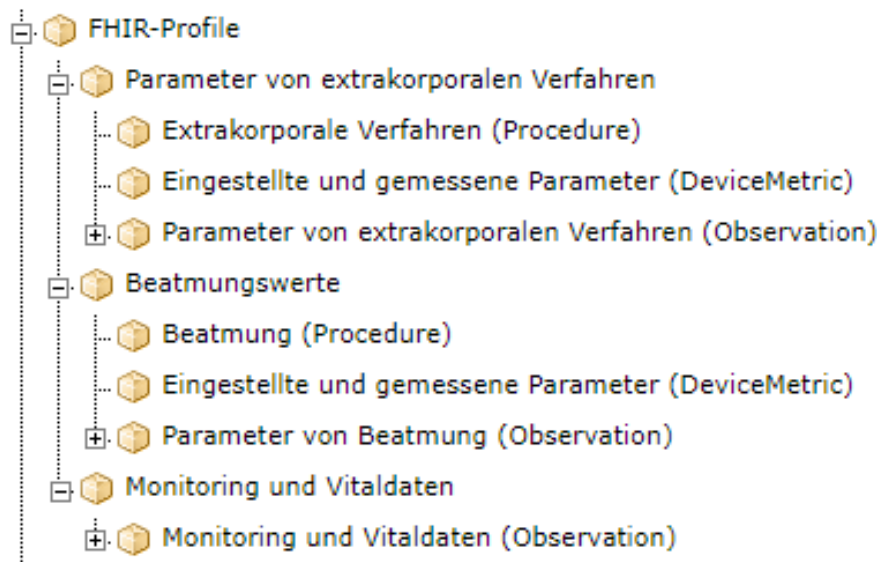 FHIR-Profile
Parameter von extrakorporalen Verfahren
Extrakorporale Verfahren (Procedure)
Eingestellte und gemessene Parameter (DeviceMetric)
Parameter von extrakorporalen Verfahren (Observation)
Beatmungswerte
Beatmung (Procedure)
Eingestellte und gemessene Parameter (DeviceMetric)
Parameter von Beatmung (Observation)
Monitoring und Vitaldaten
Monitoring und Vitaldaten (Observation)